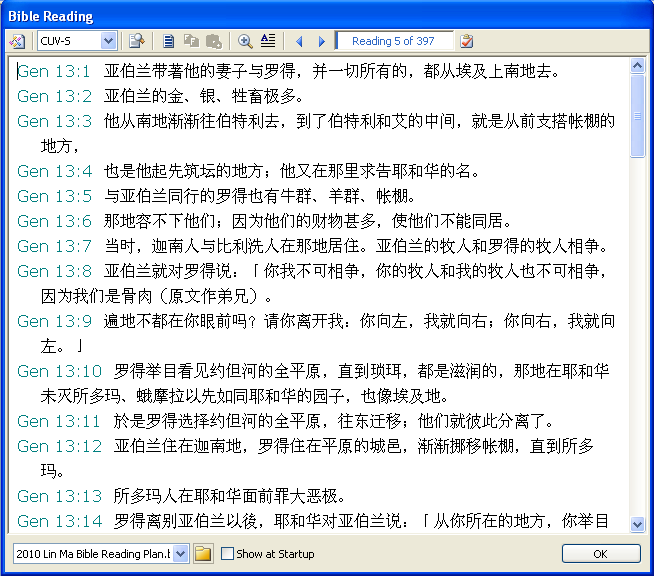 Bible Reading
CUV-S
Reading 5 of 397
Gen 13:1 亚伯兰带著他的妻子与罗得，并一切所有的，都从埃及上南地去。
Gen 13:2 亚伯兰的金、银、牲畜极多。
Gen 13:3 他从南地渐渐往伯特利去，到了伯特利和艾的中间，就是从前支搭帐棚的
地方，
Gen 13:4 也是他起先筑坛的地方；他又在那里求告耶和华的名。
Gen 13:5 与亚伯兰同行的罗得也有牛群、羊群、帐棚。
Gen 13:6 那地容不下他们；因为他们的财物甚多，使他们不能同居。
Gen 13:7 当时，迦南人与比利洗人在那地居住。亚伯兰的牧人和罗得的牧人相争。
Gen 13:8 亚伯兰就对罗得说：「你我不可相争，你的牧人和我的牧人也不可相争，
因为我们是骨肉（原文作弟兄）。
Gen 13:9 遍地不都在你眼前吗？请你离开我：你向左，我就向右；你向右，我就向
左。」
Gen 13:10 罗得举目看见约但河的全平原，直到琐珥，都是滋润的，那地在耶和华
未灭所多玛、蛾摩拉以先如同耶和华的园子，也像埃及地。
Gen 13:11 於是罗得选择约但河的全平原，往东迁移；他们就彼此分离了。
Gen 13:12 亚伯兰住在迦南地，罗得住在平原的城邑，渐渐挪移帐棚，直到所多
玛。
Gen 13:13 所多玛人在耶和华面前罪大恶极。
Gen 13:14 罗得离别亚伯兰以後，耶和华对亚伯兰说：「从你所在的地方，你举目
2010 Lin Ma Bible Reading Plan.b
Show at Startup
OK